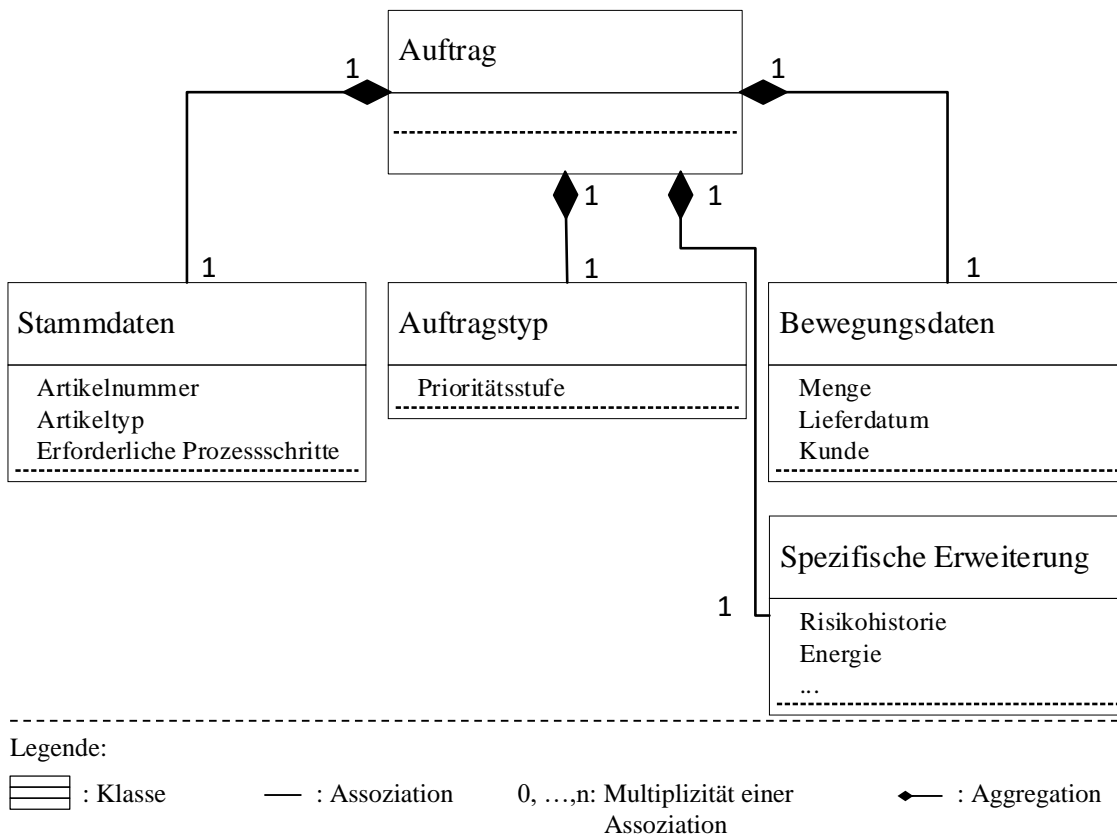 Auftrag
1
1
1
1
1
1
1
Stammdaten
Artikelnummer
Artikeltyp
Erforderliche Prozessschritte
Auftragstyp
Prioritätsstufe
Bewegungsdaten
Menge
Lieferdatum
Kunde
1
Spezifische Erweiterung
Risikohistorie
Energie
...
Legende:
: Klasse
: Assoziation
0, …,n: Multiplizität einer
Assoziation
: Aggregation